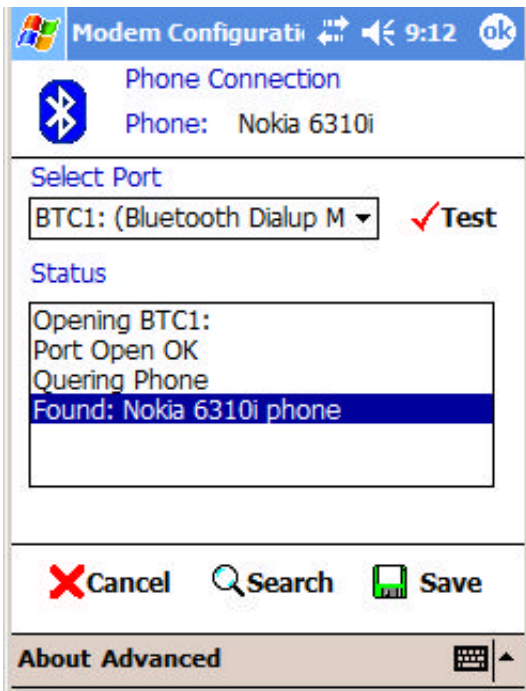 Modem Configurati 9:12 ok
Phone Connection
Phone: Nokia 6310i
Select Port
BTC1: (Bluetooth Dialup M Test
Status
Opening BTC1:
Port Open OK
Quering Phone
Found: Nokia 6310i phone
Cancel Search Save
About Advanced